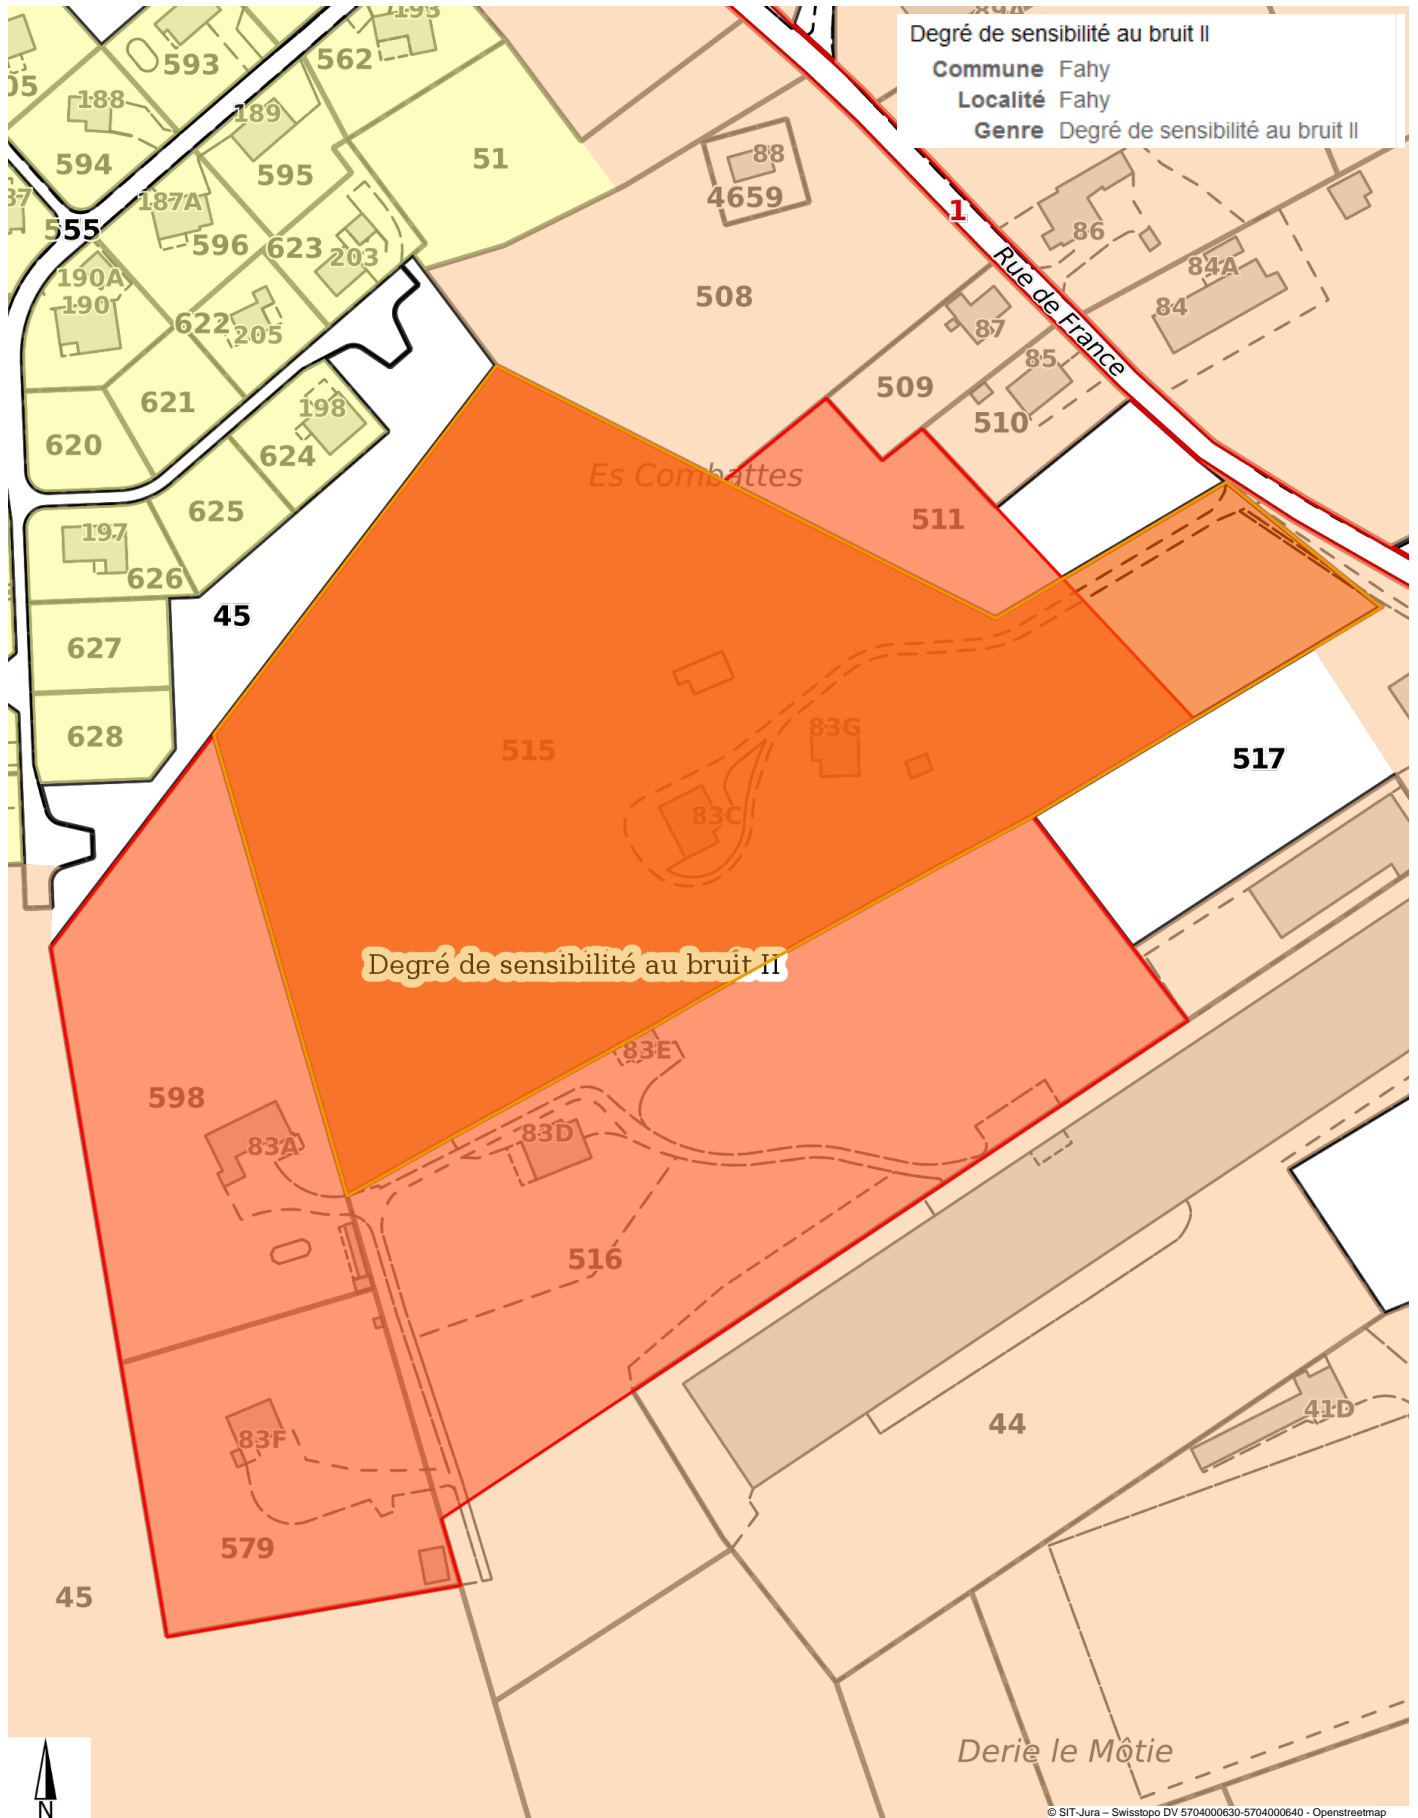 193
89A
Degré de sensibilité au bruit II
Commune Fahy
Localité Fahy
Genre Degré de sensibilité au bruit II
593
562
05
188
189
594
595
51
88
4659
187A
1
86
555
596
623
203
190A
190
84A
84
Rue de France
508
622
205
87
85
621
509
198
510
620
624
Es Combattes
625
511
197
626
45
627
628
515
83G
517
83C
Degré de sensibilité au bruit II
83E
598
83D
83A
516
83F
44
41D
579
45
Derie le Môtie
N
© SIT-Jura – Swisstopo DV 5704000630-5704000640 - Openstreetmap